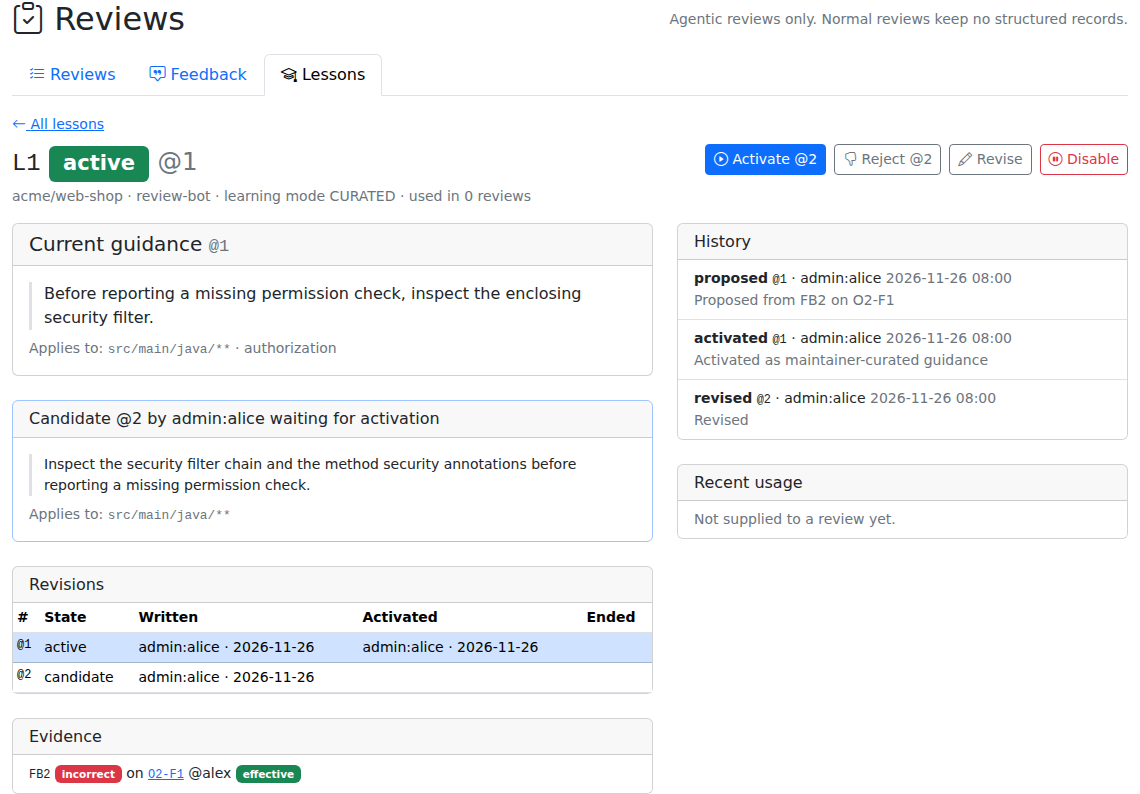 Reviews
Agentic reviews only. Normal reviews keep no structured records.
Reviews
Feedback
Lessons
← All lessons
L1 active @1
Activate @2
Reject @2
Revise
Disable
acme/web-shop · review-bot · learning mode CURATED · used in 0 reviews
Current guidance @1
Before reporting a missing permission check, inspect the enclosing
security filter.
Applies to: src/main/java/** · authorization
Candidate @2 by admin:alice waiting for activation
Inspect the security filter chain and the method security annotations before
reporting a missing permission check.
Applies to: src/main/java/**
Revisions
# State Written Activated Ended
@1 active admin:alice · 2026-11-26 admin:alice · 2026-11-26
@2 candidate admin:alice · 2026-11-26
Evidence
FB2 incorrect on O2-F1 @alex effective
History
proposed @1 · admin:alice 2026-11-26 08:00
Proposed from FB2 on O2-F1
activated @1 · admin:alice 2026-11-26 08:00
Activated as maintainer-curated guidance
revised @2 · admin:alice 2026-11-26 08:00
Revised
Recent usage
Not supplied to a review yet.